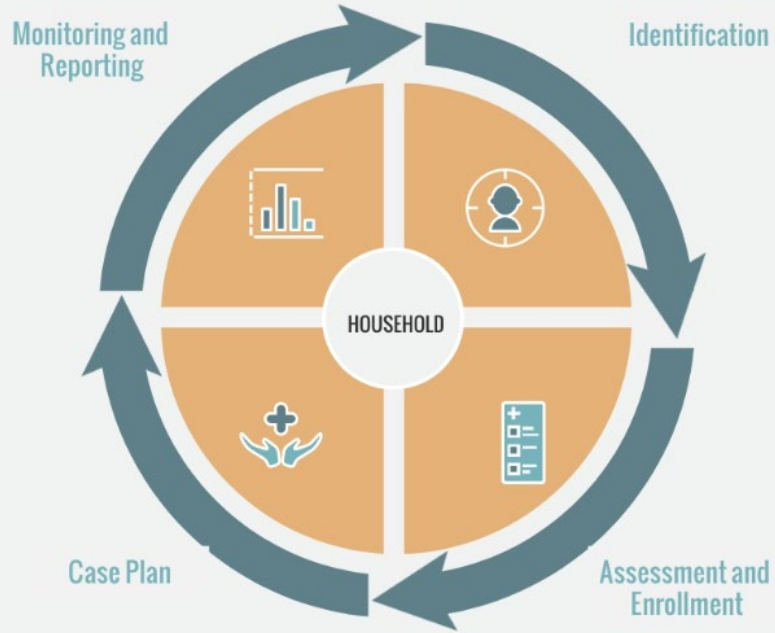 Monitoring and
Reporting
Identification
HOUSEHOLD
Case Plan
Assessment and
Enrollment